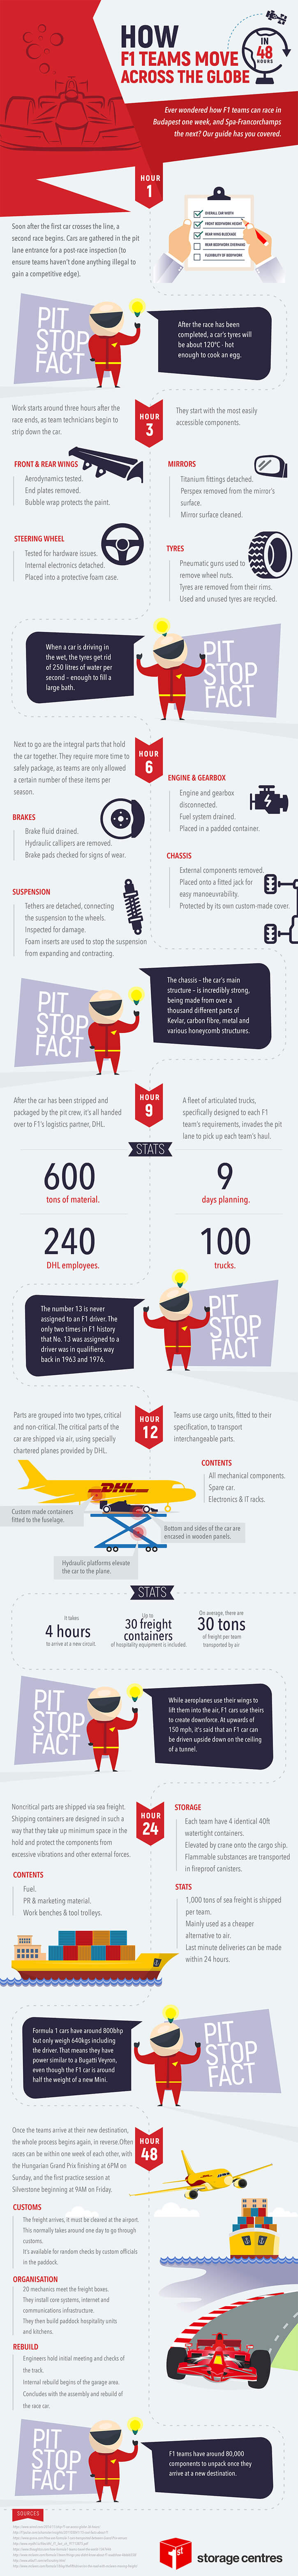 HOW
F1 TEAMS MOVE
ACROSS THE GLOBE
IN
48
HOURS
Ever wondered how F1 teams can race in
Budapest one week, and Spa-Francorchamps
the next? Our guide has you covered.
HOUR
1
Soon after the first car crosses the line, a
second race begins. Cars are gathered in the pit
lane entrance for a post-race inspection (to
ensure teams haven't done anything illegal to
gain a competitive edge).
OVERALL CAR WIDTH
FRONT BODYWORK HEIGHT
REAR WING BLOCKAGE
REAR BODYWORK OVERHANG
FLEXIBILITY OF BODYWORK
PIT
STOP
FACT
After the race has been
completed, a car's tyres will
be about 120°C - hot
enough to cook an egg.
Work starts around three hours after the
race ends, as team technicians begin to
strip down the car.
HOUR
3
They start with the most easily
accessible components.
FRONT & REAR WINGS
Aerodynamics tested.
End plates removed.
Bubble wrap protects the paint.
MIRRORS
Titanium fittings detached.
Perspex removed from the mirror's
surface.
Mirror surface cleaned.
STEERING WHEEL
Tested for hardware issues.
Internal electronics detached.
Placed into a protective foam case.
TYRES
Pneumatic guns used to
remove wheel nuts.
Tyres are removed from their rims.
Used and unused tyres are recycled.
When a car is driving in
the wet, the tyres get rid
of 250 litres of water per
second - enough to fill a
large bath.
PIT
STOP
FACT
Next to go are the integral parts that hold
the car together. They require more time to
safely package, as teams are only allowed
a certain number of these items per
season.
HOUR
6
ENGINE & GEARBOX
Engine and gearbox
disconnected.
Fuel system drained.
Placed in a padded container.
BRAKES
Brake fluid drained.
Hydraulic callipers are removed.
Brake pads checked for signs of wear.
CHASSIS
External components removed.
Placed onto a fitted jack for
easy manoeuvrability.
Protected by its own custom-made cover.
SUSPENSION
Tethers are detached, connecting
the suspension to the wheels.
Inspected for damage.
Foam inserts are used to stop the suspension
from expanding and contracting.
PIT
STOP
FACT
The chassis - the car's main
structure - is incredibly strong,
being made from over a
thousand different parts of
Kevlar, carbon fibre, metal and
various honeycomb structures.
After the car has been stripped and
packaged by the pit crew, it's all handed
over to F1's logistics partner, DHL.
HOUR
9
A fleet of articulated trucks,
specifically designed to each F1
team's requirements, invades the pit
lane to pick up each team's haul.
STATS
600
tons of material.
9
days planning.
240
DHL employees.
100
trucks.
The number 13 is never
assigned to an F1 driver. The
only two times in F1 history
that No. 13 was assigned to a
driver was in qualifiers way
back in 1963 and 1976.
PIT
STOP
FACT
Parts are grouped into two types, critical
and non-critical. The critical parts of the
car are shipped via air, using specially
chartered planes provided by DHL.
HOUR
12
Teams use cargo units, fitted to their
specification, to transport
interchangeable parts.
CONTENTS
All mechanical components.
Spare car.
Electronics & IT racks.
DHL
Custom made containers
fitted to the fuselage.
Bottom and sides of the car are
encased in wooden panels.
Hydraulic platforms elevate
the car to the plane.
STATS
It takes
4 hours
to arrive at a new circuit.
Up to
30 freight
containers
of hospitality equipment is included.
On average, there are
30 tons
of freight per team
transported by air
PIT
STOP
FACT
While aeroplanes use their wings to
lift them into the air, F1 cars use theirs
to create downforce. At upwards of
150 mph, it's said that an F1 car can
be driven upside down on the ceiling
of a tunnel.
Noncritical parts are shipped via sea freight.
Shipping containers are designed in such a
way that they take up minimum space in the
hold and protect the components from
excessive vibrations and other external forces.
HOUR
24
STORAGE
Each team have 4 identical 40ft
watertight containers.
Elevated by crane onto the cargo ship.
Flammable substances are transported
in fireproof canisters.
CONTENTS
Fuel.
PR & marketing material.
Work benches & tool trolleys.
STATS
1,000 tons of sea freight is shipped
per team.
Mainly used as a cheaper
alternative to air.
Last minute deliveries can be made
within 24 hours.
Formula 1 cars have around 800bhp
but only weigh 640kgs including
the driver. That means they have
power similar to a Bugatti Veyron,
even though the F1 car is around
half the weight of a new Mini.
PIT
STOP
FACT
Once the teams arrive at their new destination,
the whole process begins again, in reverse. Often
races can be within one week of each other, with
the Hungarian Grand Prix finishing at 6PM on
Sunday, and the first practice session at
Silverstone beginning at 9AM on Friday.
HOUR
48
CUSTOMS
The freight arrives, it must be cleared at the airport.
This normally takes around one day to go through
customs.
It's available for random checks by custom officials
in the paddock.
ORGANISATION
20 mechanics meet the freight boxes.
They install core systems, internet and
communications infrastructure.
They then build paddock hospitality units
and kitchens.
REBUILD
Engineers hold initial meeting and checks of
the track.
Internal rebuild begins of the garage area.
Concludes with the assembly and rebuild of
the race car.
PIT
STOP
FACT
F1 teams have around 80,000
components to unpack once they
arrive at a new destination.
SOURCES
1st
storage centres